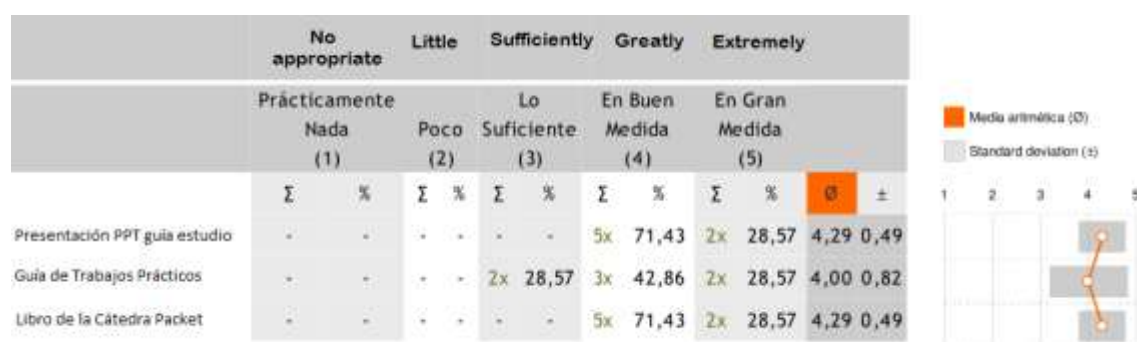 No appropriate Little Sufficiently Greatly Extremely
Prácticamente Nada (1) Poco (2) Lo Suficiente (3) En Buen Medida (4) En Gran Medida (5)
Media aritmética (Ø)
Standard deviation (±)
Σ % Σ % Σ % Σ % Σ % Ø ± 1 2 3 4 5
Presentación PPT guía estudio - - - - - - 5x 71,43 2x 28,57 4,29 0,49
Guía de Trabajos Prácticos - - - - 2x 28,57 3x 42,86 2x 28,57 4,00 0,82
Libro de la Cátedra Packet - - - - - - 5x 71,43 2x 28,57 4,29 0,49